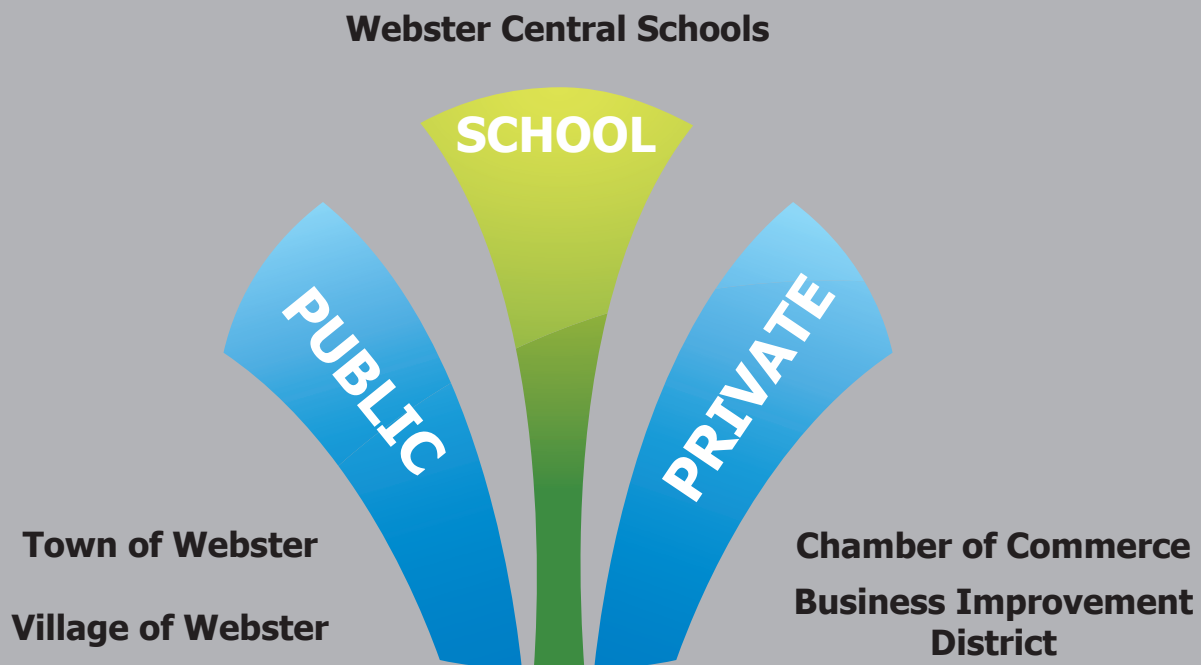 Webster Central Schools
SCHOOL
PUBLIC
PRIVATE
Town of Webster
Village of Webster
Chamber of Commerce
Business Improvement
District